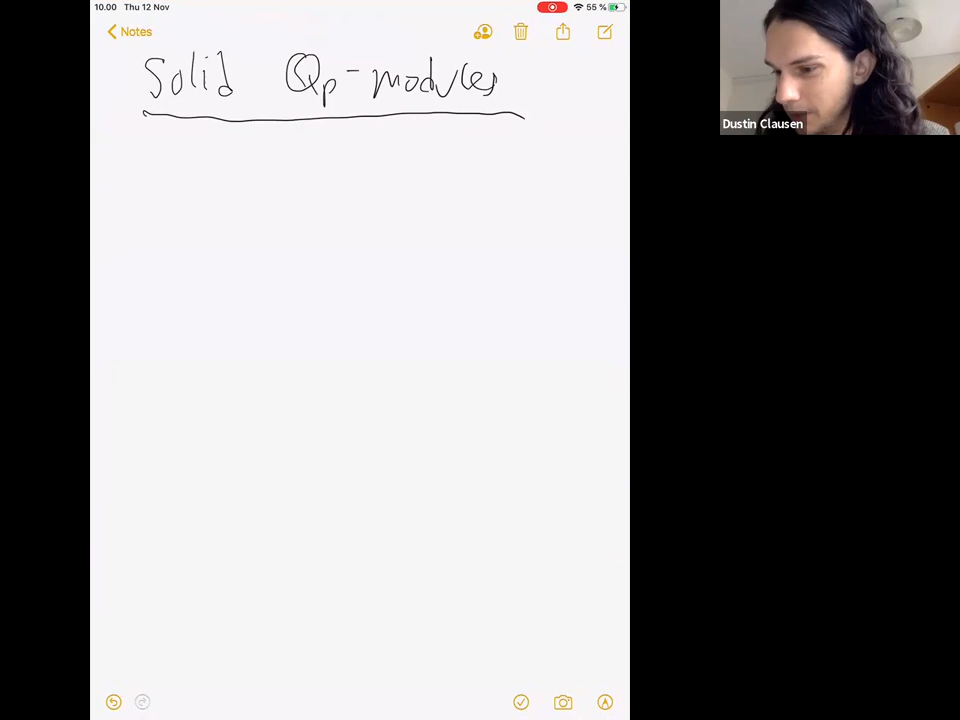 10.00 Thu 12 Nov
55 %
Notes
Solid Qp-modules
Dustin Clausen